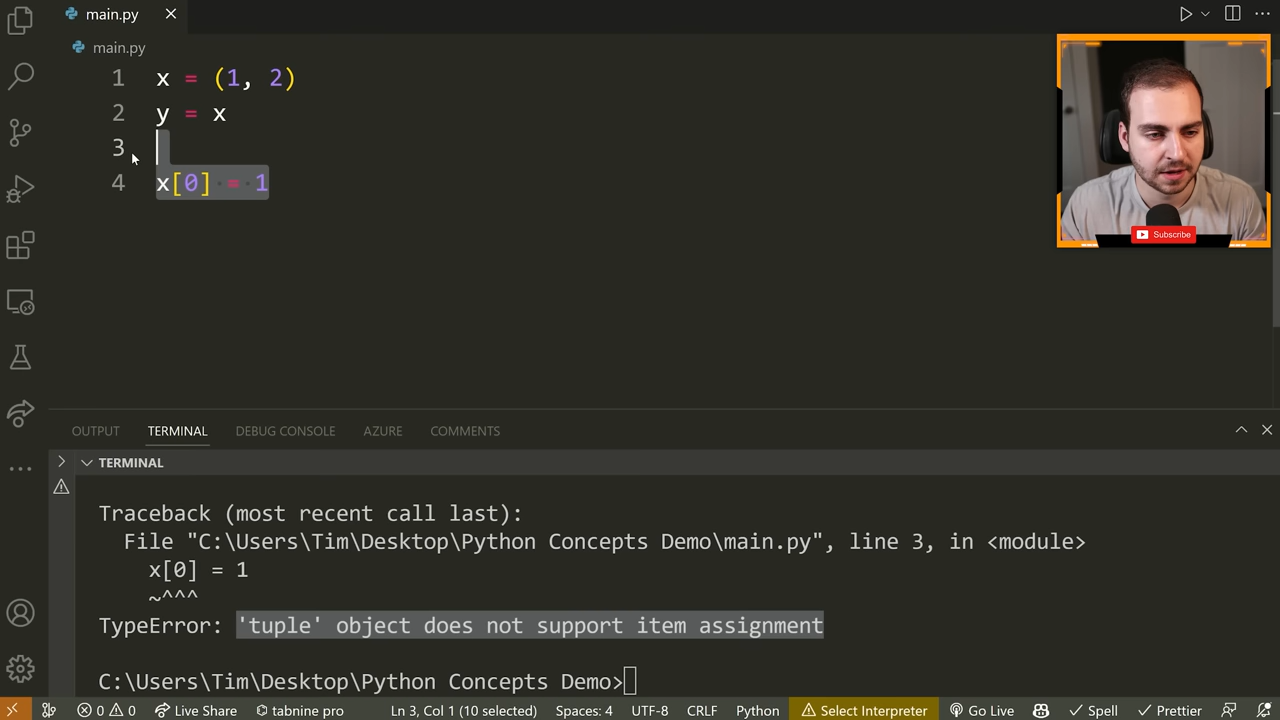 main.py
main.py
1 x = (1, 2)
2 y = x
3
4 x[0] = 1
Subscribe
OUTPUT TERMINAL DEBUG CONSOLE AZURE COMMENTS
TERMINAL
Traceback (most recent call last):
File "C:\Users\Tim\Desktop\Python Concepts Demo\main.py", line 3, in <module>
x[0] = 1
~^^^
TypeError: 'tuple' object does not support item assignment
C:\Users\Tim\Desktop\Python Concepts Demo>
0 0 Live Share tabnine pro Ln 3, Col 1 (10 selected) Spaces: 4 UTF-8 CRLF Python Select Interpreter Go Live Spell Prettier